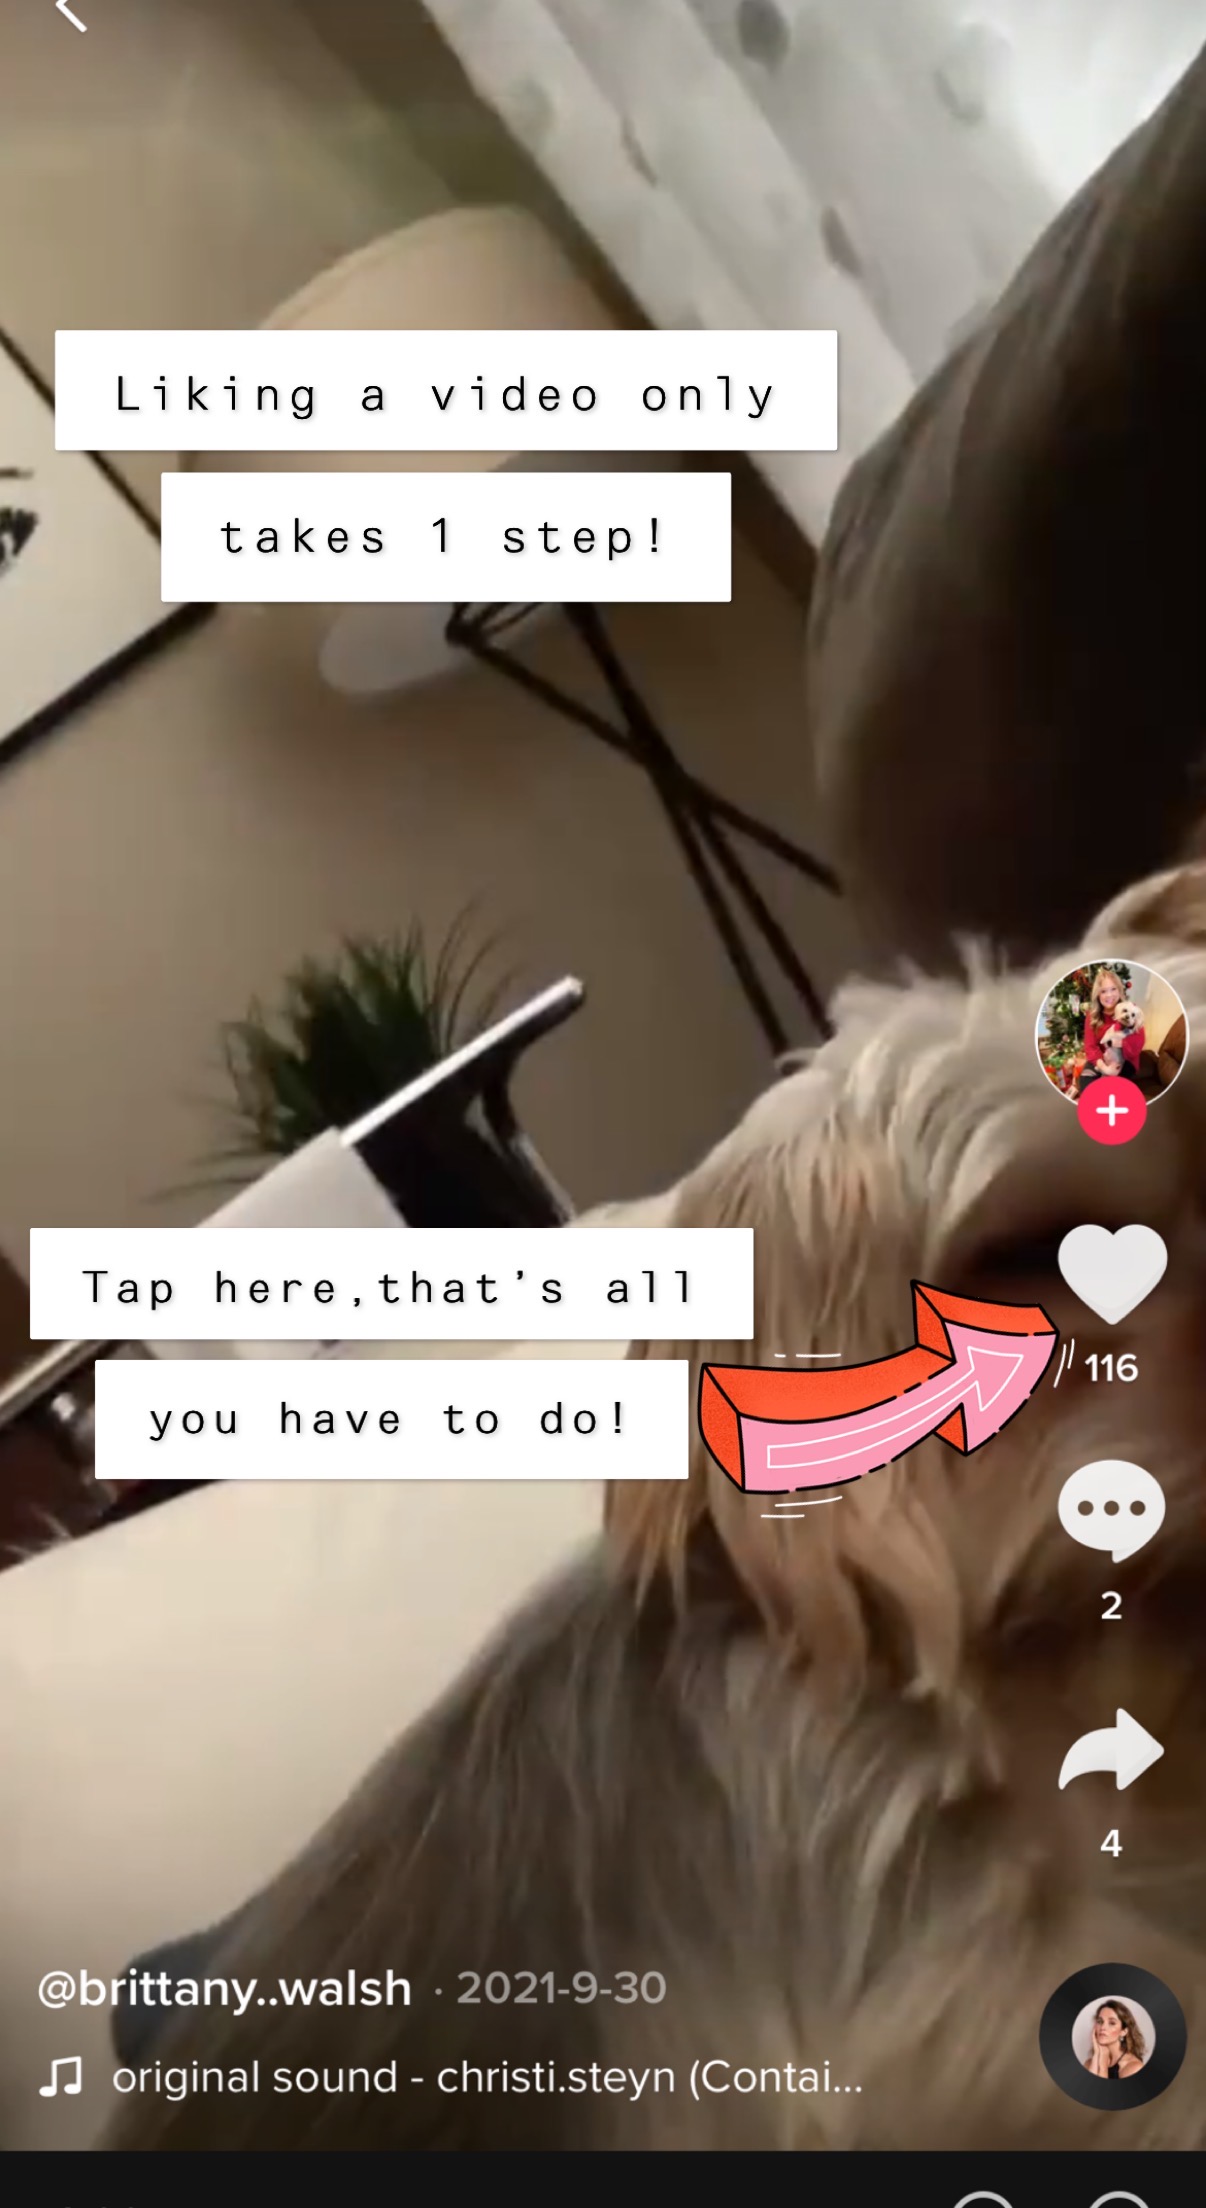 Liking a video only
takes 1 step!
Tap here,that’s all
you have to do!
116
2
4
@brittany..walsh · 2021-9-30
original sound - christi.steyn (Contai...